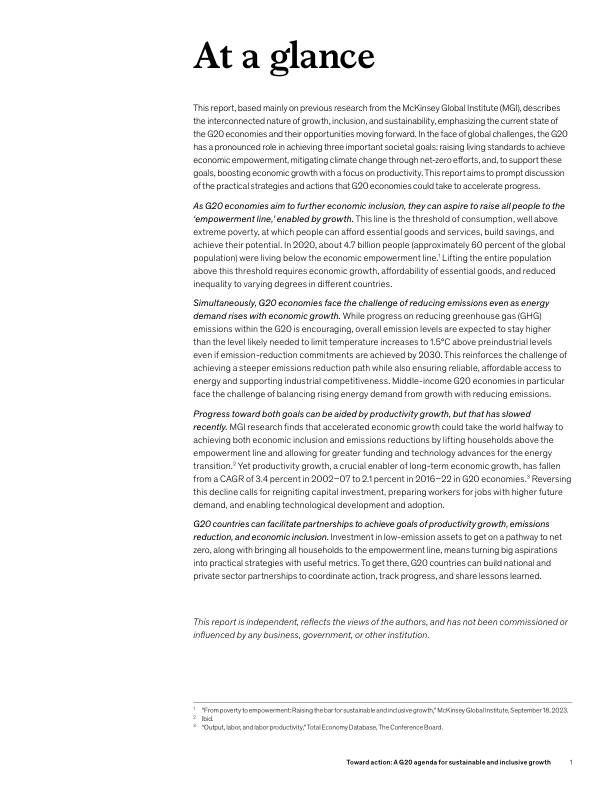 At a glance
This report, based mainly on previous research from the McKinsey Global Institute (MGI), describes
the interconnected nature of growth, inclusion, and sustainability, emphasizing the current state of
the G20 economies and their opportunities moving forward. In the face of global challenges, the G20
has a pronounced role in achieving three important societal goals: raising living standards to achieve
economic empowerment, mitigating climate change through net-zero efforts, and, to support these
goals, boosting economic growth with a focus on productivity. This report aims to prompt discussion
of the practical strategies and actions that G20 economies could take to accelerate progress.
As G20 economies aim to further economic inclusion, they can aspire to raise all people to the
‘empowerment line,’ enabled by growth. This line is the threshold of consumption, well above
extreme poverty, at which people can afford essential goods and services, build savings, and
achieve their potential. In 2020, about 4.7 billion people (approximately 60 percent of the global
population) were living below the economic empowerment line.1 Lifting the entire population
above this threshold requires economic growth, affordability of essential goods, and reduced
inequality to varying degrees in different countries.
Simultaneously, G20 economies face the challenge of reducing emissions even as energy
demand rises with economic growth. While progress on reducing greenhouse gas (GHG)
emissions within the G20 is encouraging, overall emission levels are expected to stay higher
than the level likely needed to limit temperature increases to 1.5°C above preindustrial levels
even if emission-reduction commitments are achieved by 2030. This reinforces the challenge of
achieving a steeper emissions reduction path while also ensuring reliable, affordable access to
energy and supporting industrial competitiveness. Middle-income G20 economies in particular
face the challenge of balancing rising energy demand from growth with reducing emissions.
Progress toward both goals can be aided by productivity growth, but that has slowed
recently. MGI research finds that accelerated economic growth could take the world halfway to
achieving both economic inclusion and emissions reductions by lifting households above the
empowerment line and allowing for greater funding and technology advances for the energy
transition.2 Yet productivity growth, a crucial enabler of long-term economic growth, has fallen
from a CAGR of 3.4 percent in 2002–07 to 2.1 percent in 2016–22 in G20 economies.3 Reversing
this decline calls for reigniting capital investment, preparing workers for jobs with higher future
demand, and enabling technological development and adoption.
G20 countries can facilitate partnerships to achieve goals of productivity growth, emissions
reduction, and economic inclusion. Investment in low-emission assets to get on a pathway to net
zero, along with bringing all households to the empowerment line, means turning big aspirations
into practical strategies with useful metrics. To get there, G20 countries can build national and
private sector partnerships to coordinate action, track progress, and share lessons learned.
This report is independent, reflects the views of the authors, and has not been commissioned or
influenced by any business, government, or other institution.
1 “From poverty to empowerment: Raising the bar for sustainable and inclusive growth,” McKinsey Global Institute, September 18, 2023.
2 Ibid.
3 “Output, labor, and labor productivity,” Total Economy Database, The Conference Board.
Toward action: A G20 agenda for sustainable and inclusive growth 1